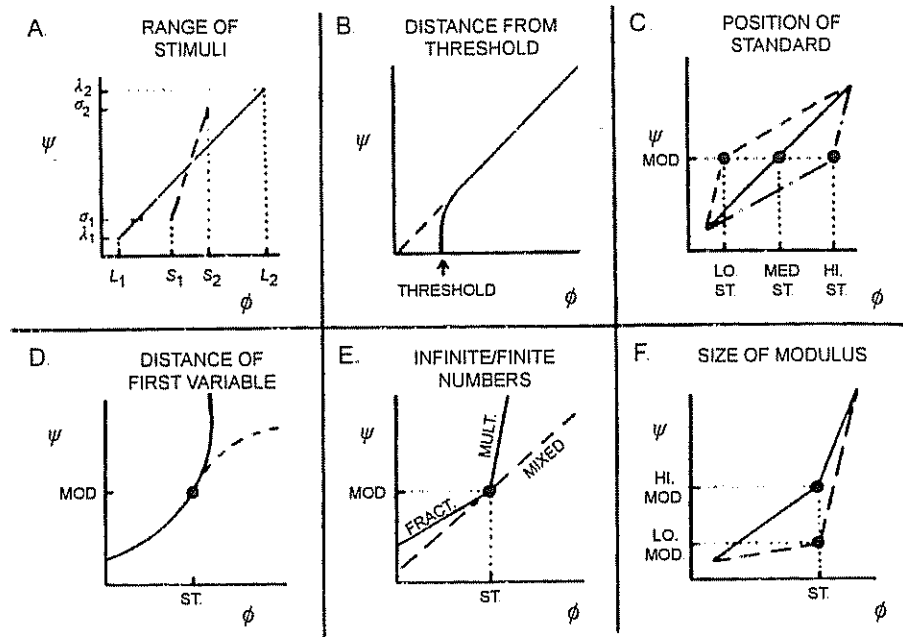 A. RANGE OF
STIMULI
λ2
σ2
ψ
σ1
λ1
L1 S1 S2 L2
ϕ
B. DISTANCE FROM
THRESHOLD
THRESHOLD
ϕ
C. POSITION OF
STANDARD
ψ
MOD
LO. MED HI.
ST. ST. ST.
ϕ
D. DISTANCE OF
FIRST VARIABLE
ψ
MOD
ST.
ϕ
E. INFINITE/FINITE
NUMBERS
ψ
MULT.
MIXED
MOD
FRACT.
ST.
ϕ
F. SIZE OF MODULUS
ψ
HI.
MOD
LO.
MOD.
ST.
ϕ